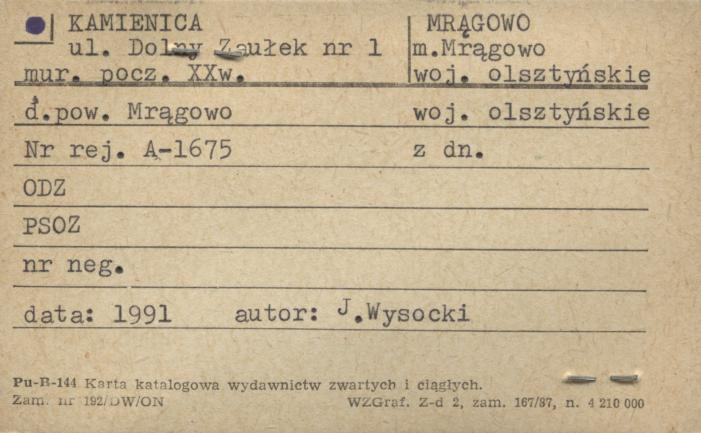 KAMIENICA MRĄGOWO
ul. Dolny Zaułek nr 1 m.Mrągowo
mur. pocz. XXw. woj. olsztyńskie
d.pow. Mrągowo woj. olsztyńskie
Nr rej. A-1675 z dn.
ODZ
PSOZ
nr neg.
data: 1991 autor: J.Wysocki
Pu-B-144 Karta katalogowa wydawnictw zwartych i ciągłych.
Zam. nr 192/DW/ON WZGraf. Z-d 2, zam. 167/87, n. 4 210 000